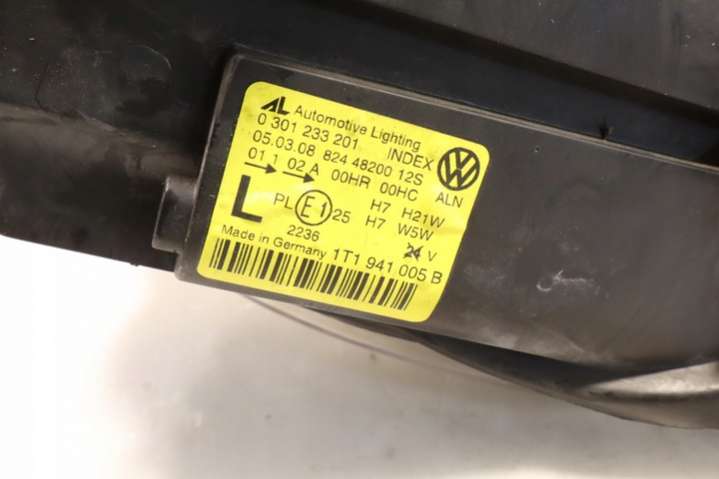 AL Automotive Lighting
0 301 233 201 INDEX
05.03.08 824 48200 12S
01 1 02 A 00HR 00HC ALN
L PL E1 25 H7 H21W
H7 W5W
2236
V
Made in Germany 1T1 941 005 B